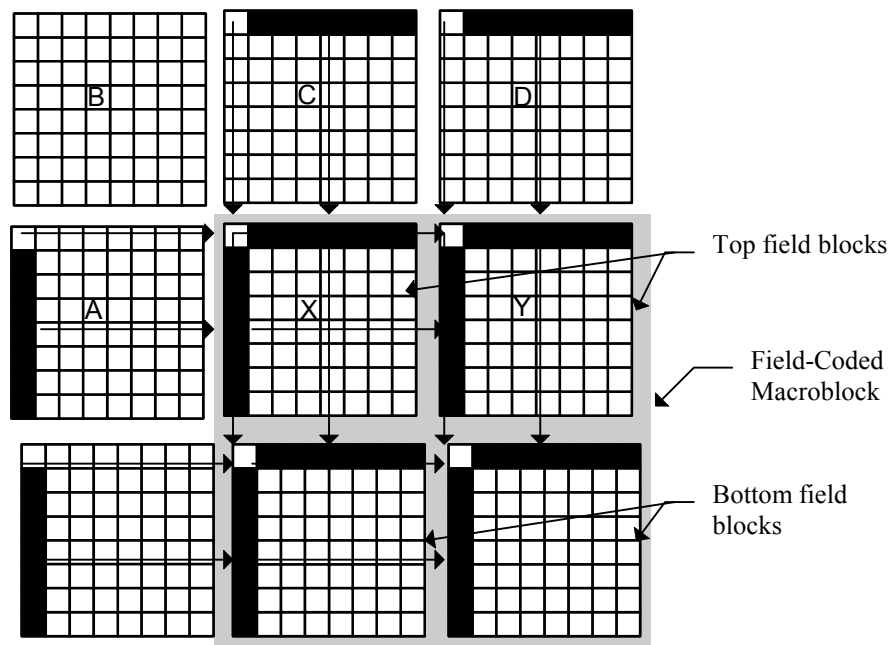 B
C
D
A
X
Y
Top field blocks
Field-Coded
Macroblock
Bottom field
blocks